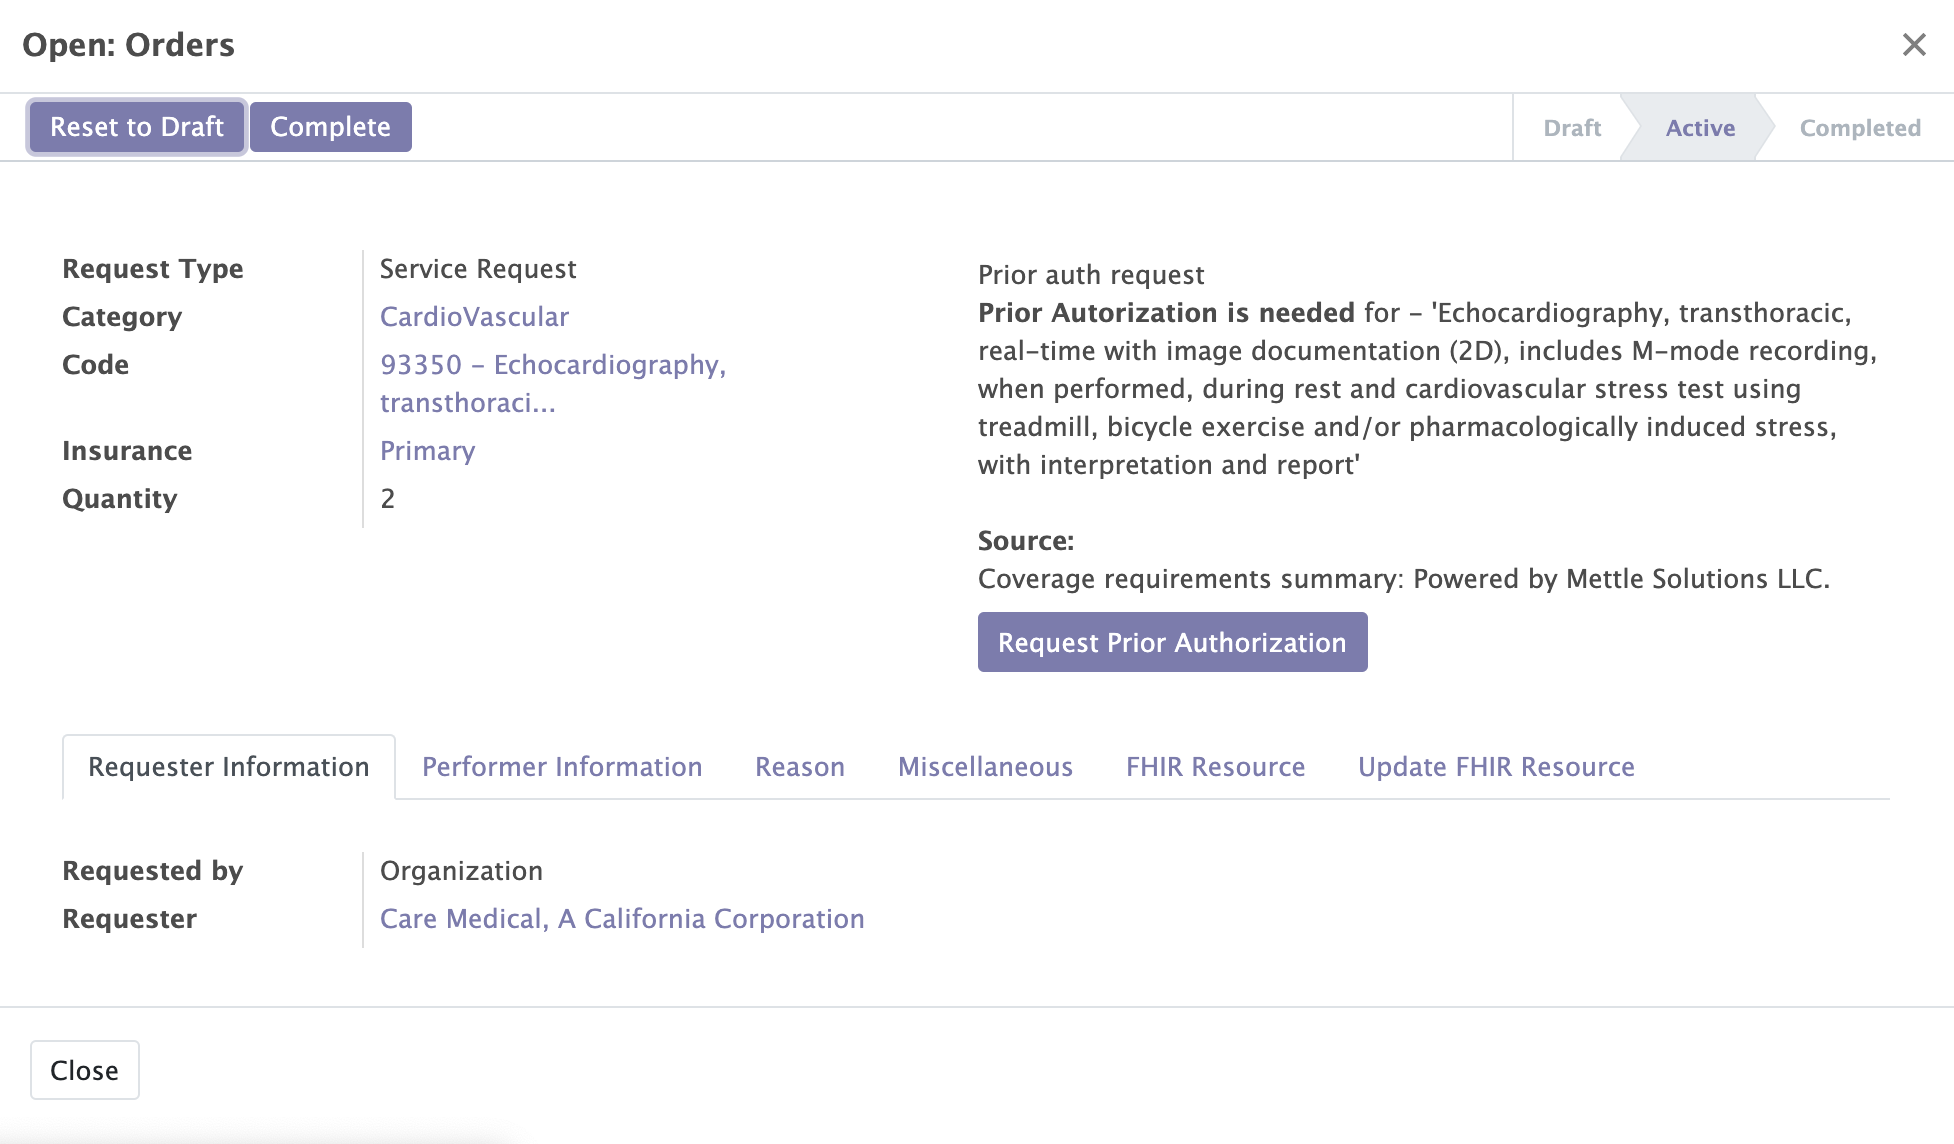 Open: Orders
Reset to Draft
Complete
Draft
Active
Completed
Request Type
Service Request
Category
CardioVascular
Code
93350 – Echocardiography,
transthoraci...
Insurance
Primary
Quantity
2
Prior auth request
Prior Autorization is needed for – 'Echocardiography, transthoracic,
real-time with image documentation (2D), includes M-mode recording,
when performed, during rest and cardiovascular stress test using
treadmill, bicycle exercise and/or pharmacologically induced stress,
with interpretation and report'
Source:
Coverage requirements summary: Powered by Mettle Solutions LLC.
Request Prior Authorization
Requester Information
Performer Information
Reason
Miscellaneous
FHIR Resource
Update FHIR Resource
Requested by
Organization
Requester
Care Medical, A California Corporation
Close